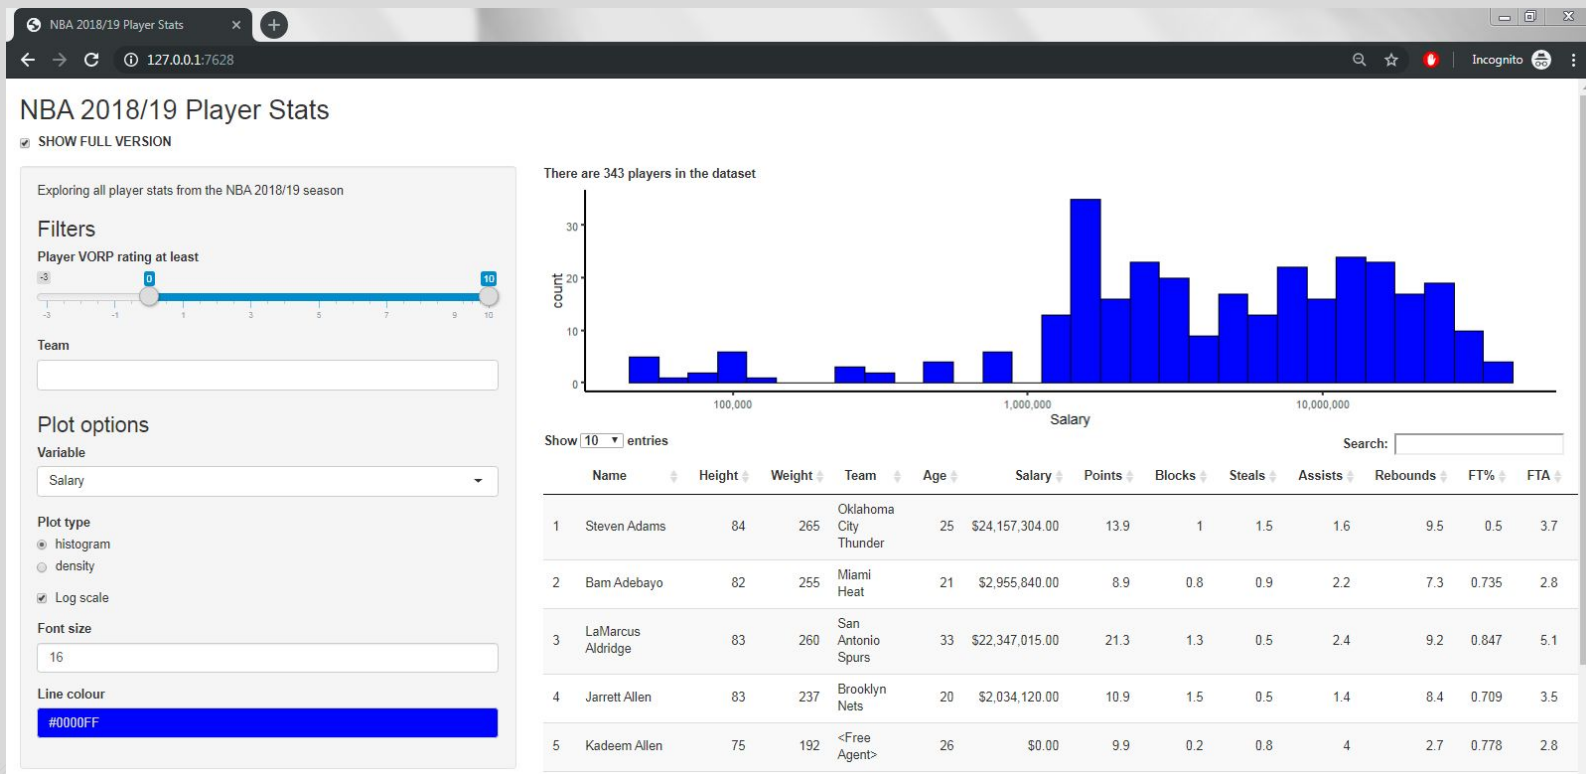 NBA 2018/19 Player Stats
127.0.0.1:7628
Incognito
NBA 2018/19 Player Stats
SHOW FULL VERSION
Exploring all player stats from the NBA 2018/19 season
Filters
Player VORP rating at least
-3 0 10
-3 -1 1 3 5 7 9 10
Team
Plot options
Variable
Salary
Plot type
histogram
density
Log scale
Font size
16
Line colour
#0000FF
There are 343 players in the dataset
30
20
10
0
count
100,000 1,000,000 10,000,000
Salary
Show 10 entries
Search:
Name Height Weight Team Age Salary Points Blocks Steals Assists Rebounds FT% FTA
1 Steven Adams 84 265 Oklahoma City Thunder 25 $24,157,304.00 13.9 1 1.5 1.6 9.5 0.5 3.7
2 Bam Adebayo 82 255 Miami Heat 21 $2,955,840.00 8.9 0.8 0.9 2.2 7.3 0.735 2.8
3 LaMarcus Aldridge 83 260 San Antonio Spurs 33 $22,347,015.00 21.3 1.3 0.5 2.4 9.2 0.847 5.1
4 Jarrett Allen 83 237 Brooklyn Nets 20 $2,034,120.00 10.9 1.5 0.5 1.4 8.4 0.709 3.5
5 Kadeem Allen 75 192 <Free Agent> 26 $0.00 9.9 0.2 0.8 4 2.7 0.778 2.8